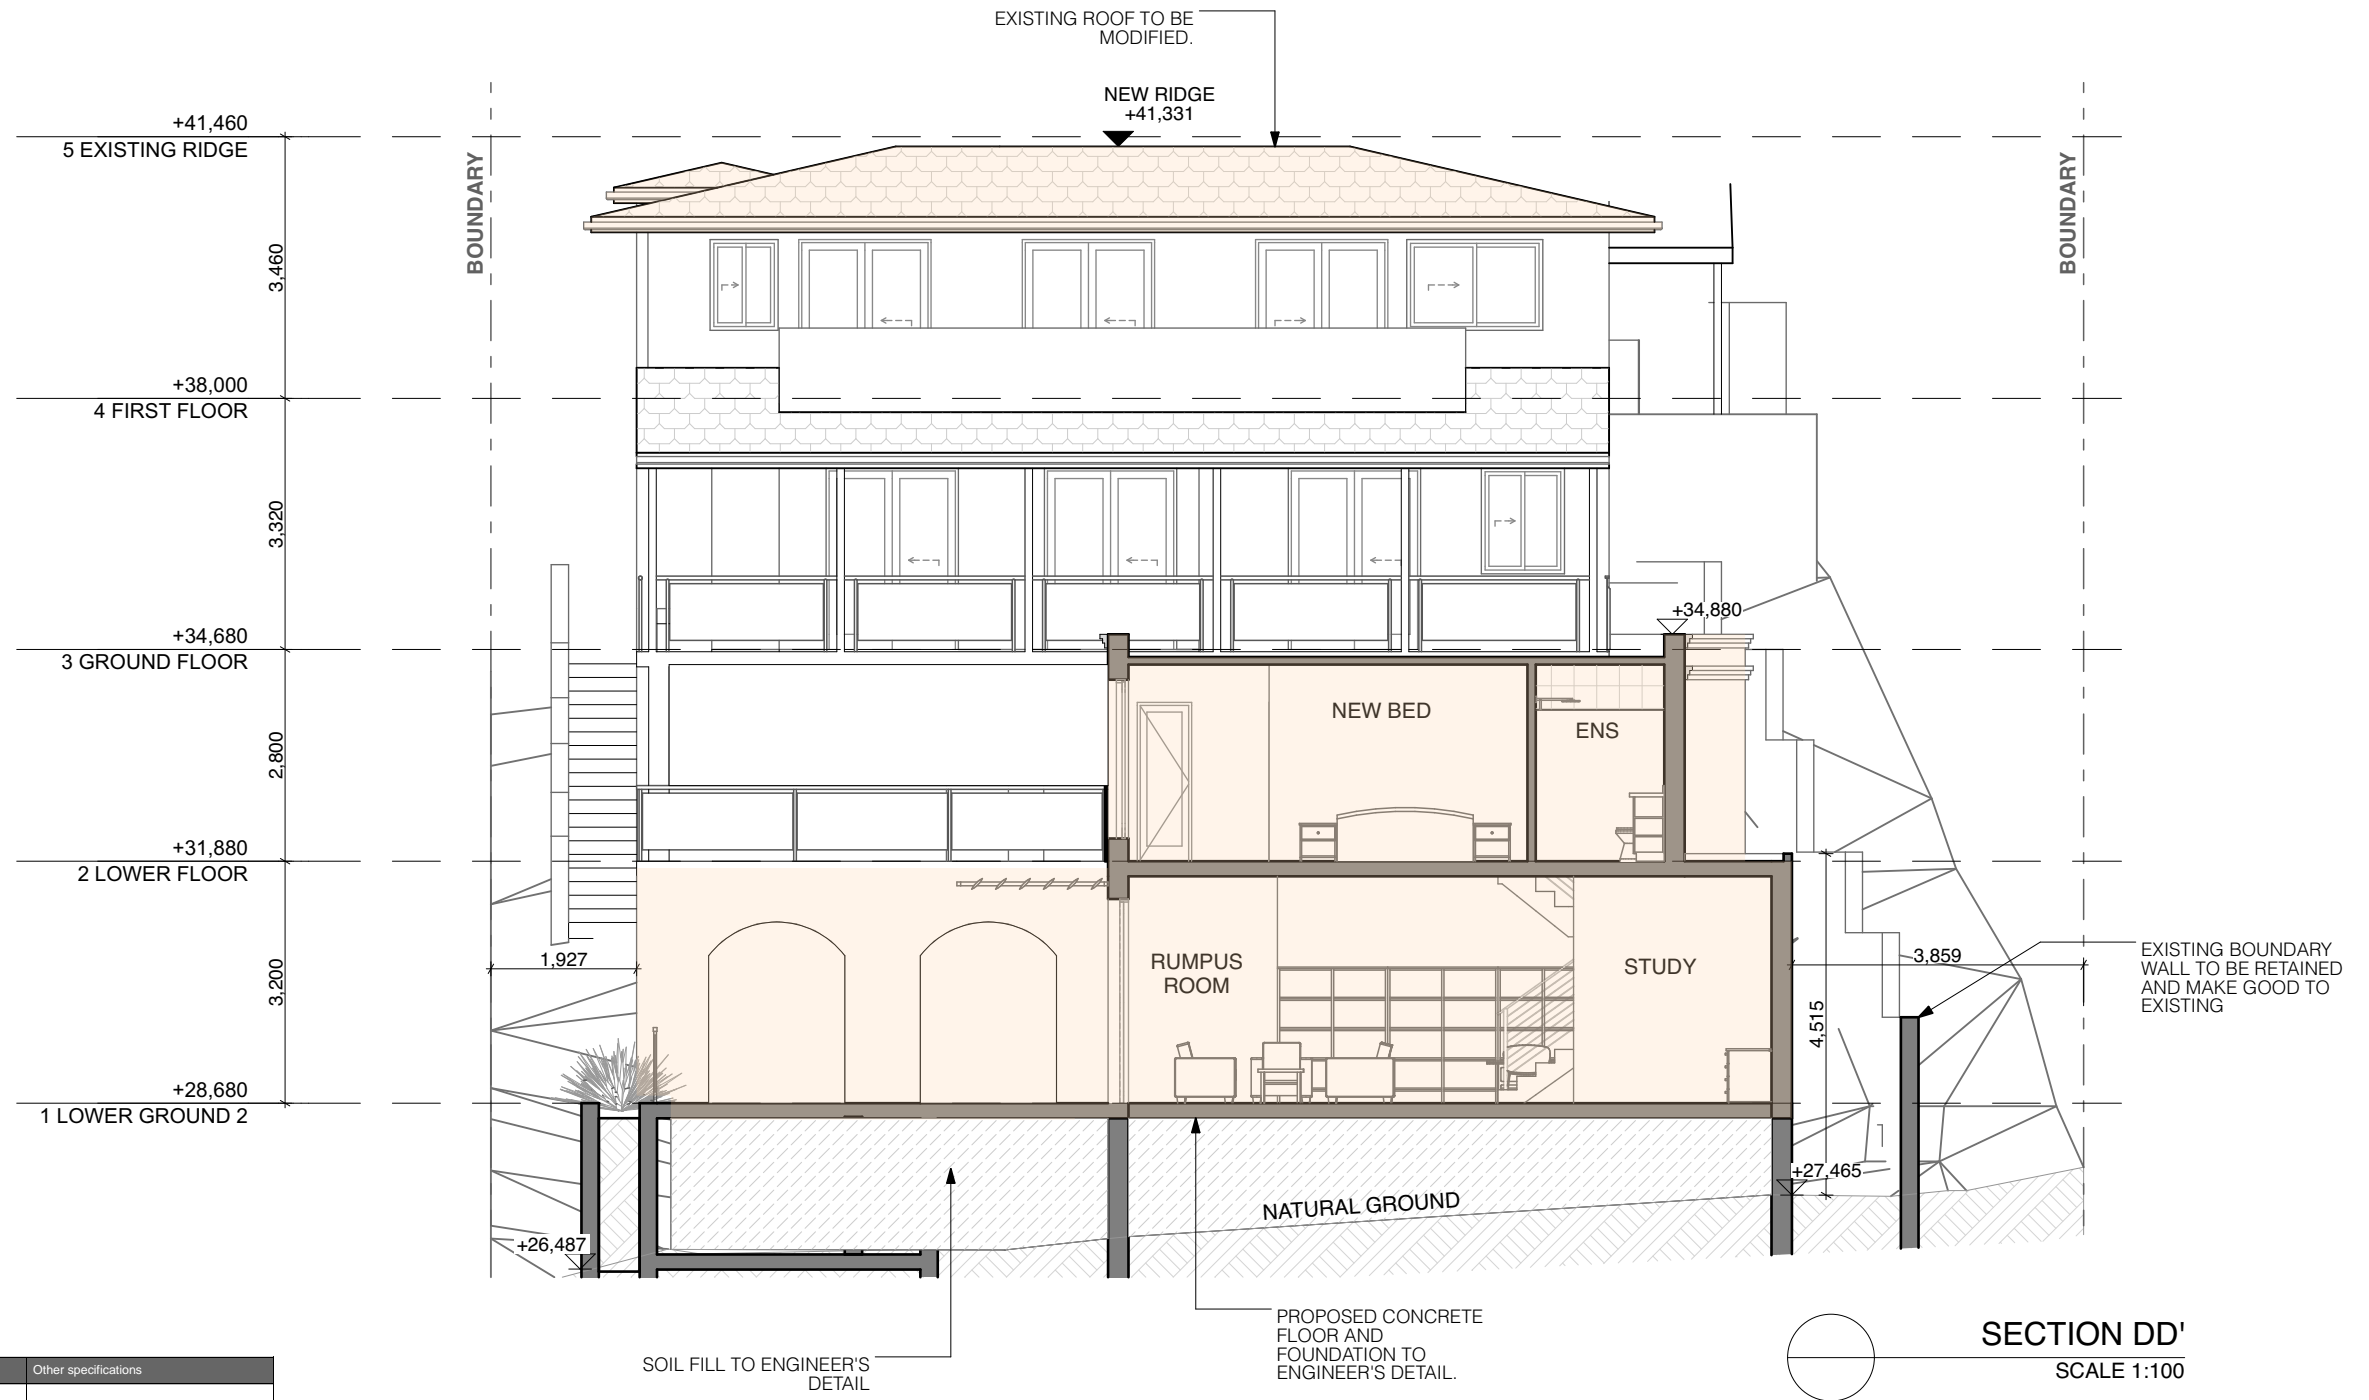 EXISTING ROOF TO BE
MODIFIED.
NEW RIDGE
+41,331
+41,460
5 EXISTING RIDGE
BOUNDARY
BOUNDARY
3,460
+38,000
4 FIRST FLOOR
3,320
+34,880
+34,680
3 GROUND FLOOR
NEW BED
ENS
2,800
+31,880
2 LOWER FLOOR
1,927
RUMPUS
ROOM
STUDY
3,859
EXISTING BOUNDARY
WALL TO BE RETAINED
AND MAKE GOOD TO
EXISTING
3,200
4,515
+28,680
1 LOWER GROUND 2
+27,465
NATURAL GROUND
+26,487
PROPOSED CONCRETE
FLOOR AND
FOUNDATION TO
ENGINEER'S DETAIL.
SOIL FILL TO ENGINEER'S
DETAIL
SECTION DD'
SCALE 1:100
Other specifications